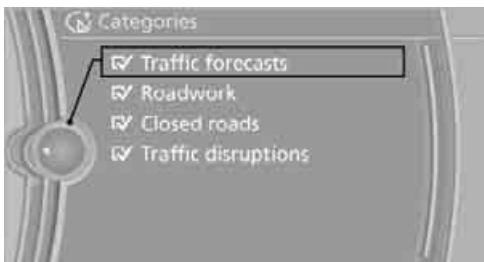 Categories
Traffic forecasts
Roadwork
Closed roads
Traffic disruptions